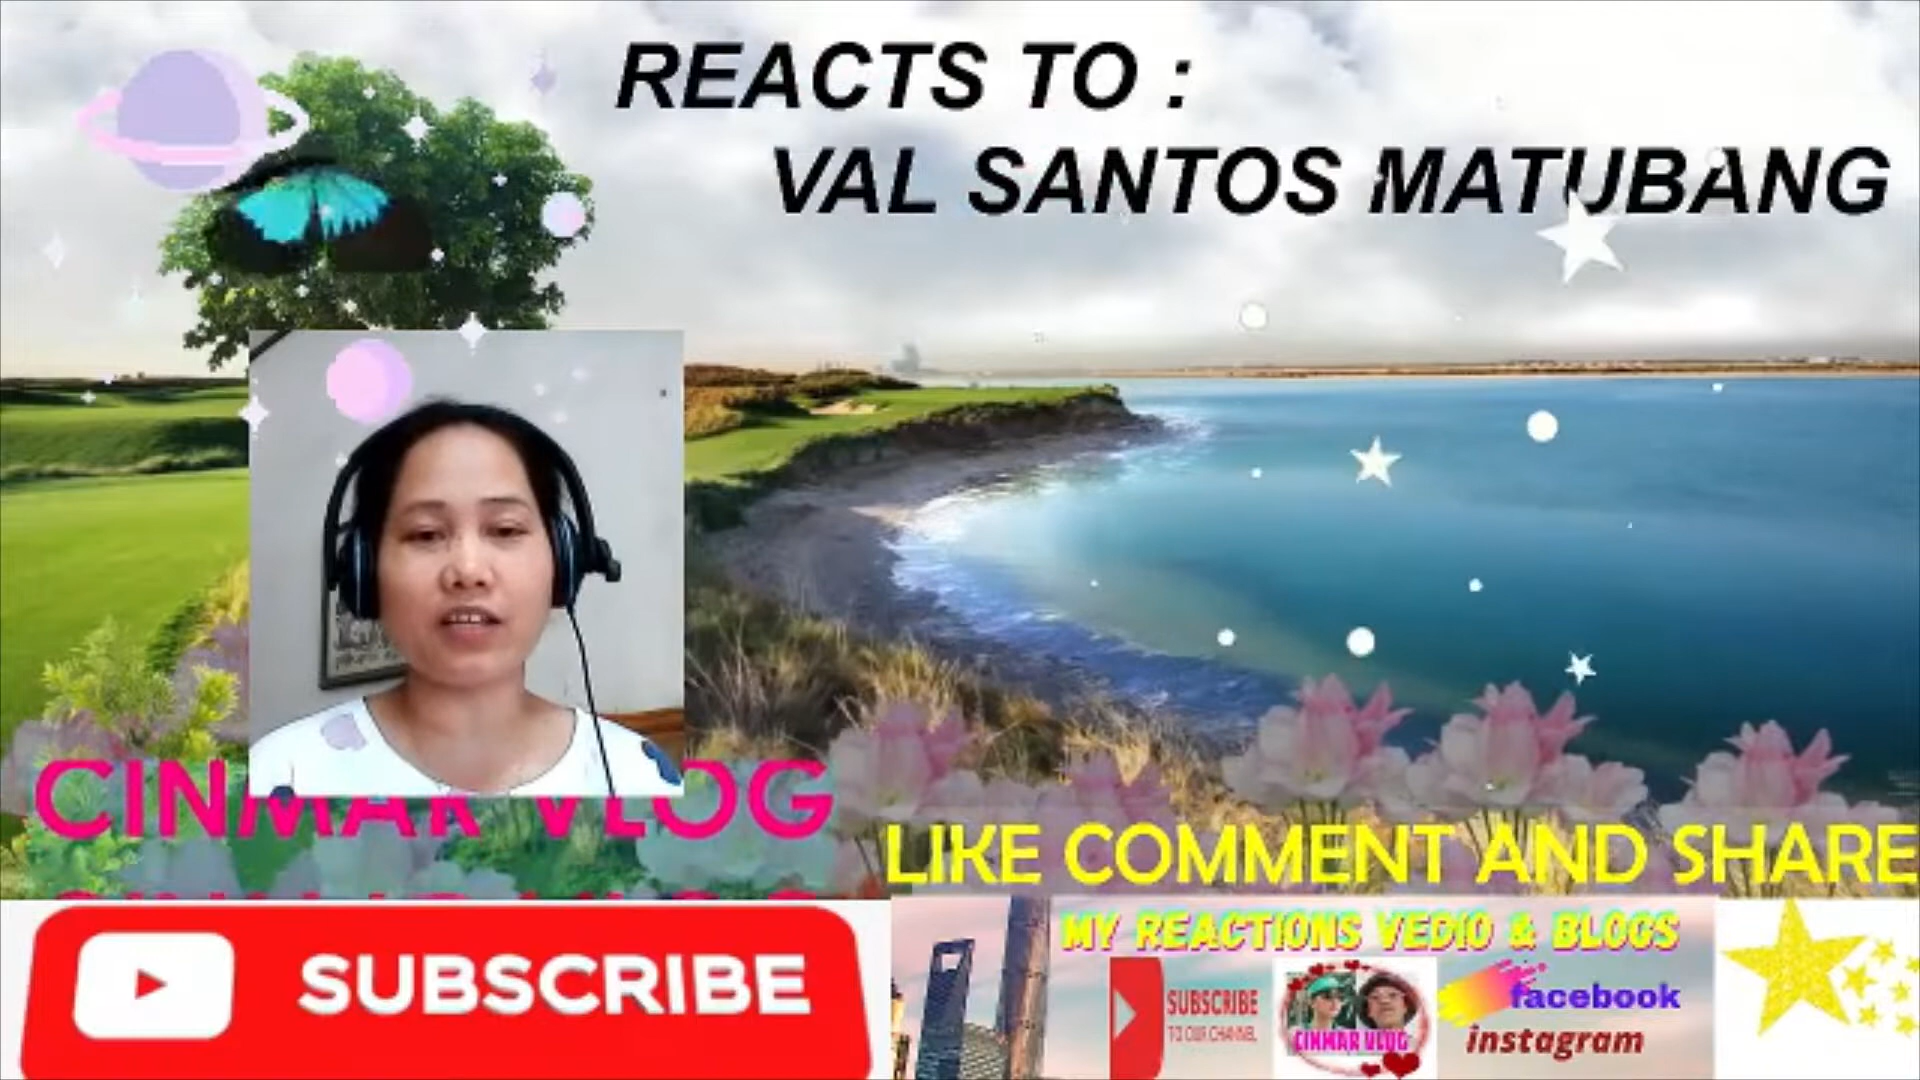 REACTS TO :
VAL SANTOS MATUBANG
CINMAR VLOG
LIKE COMMENT AND SHARE
SUBSCRIBE
MY REACTIONS VEDIO & BLOGS
SUBSCRIBE
TO OUR CHANNEL
CINMAR VLOG
facebook
instagram